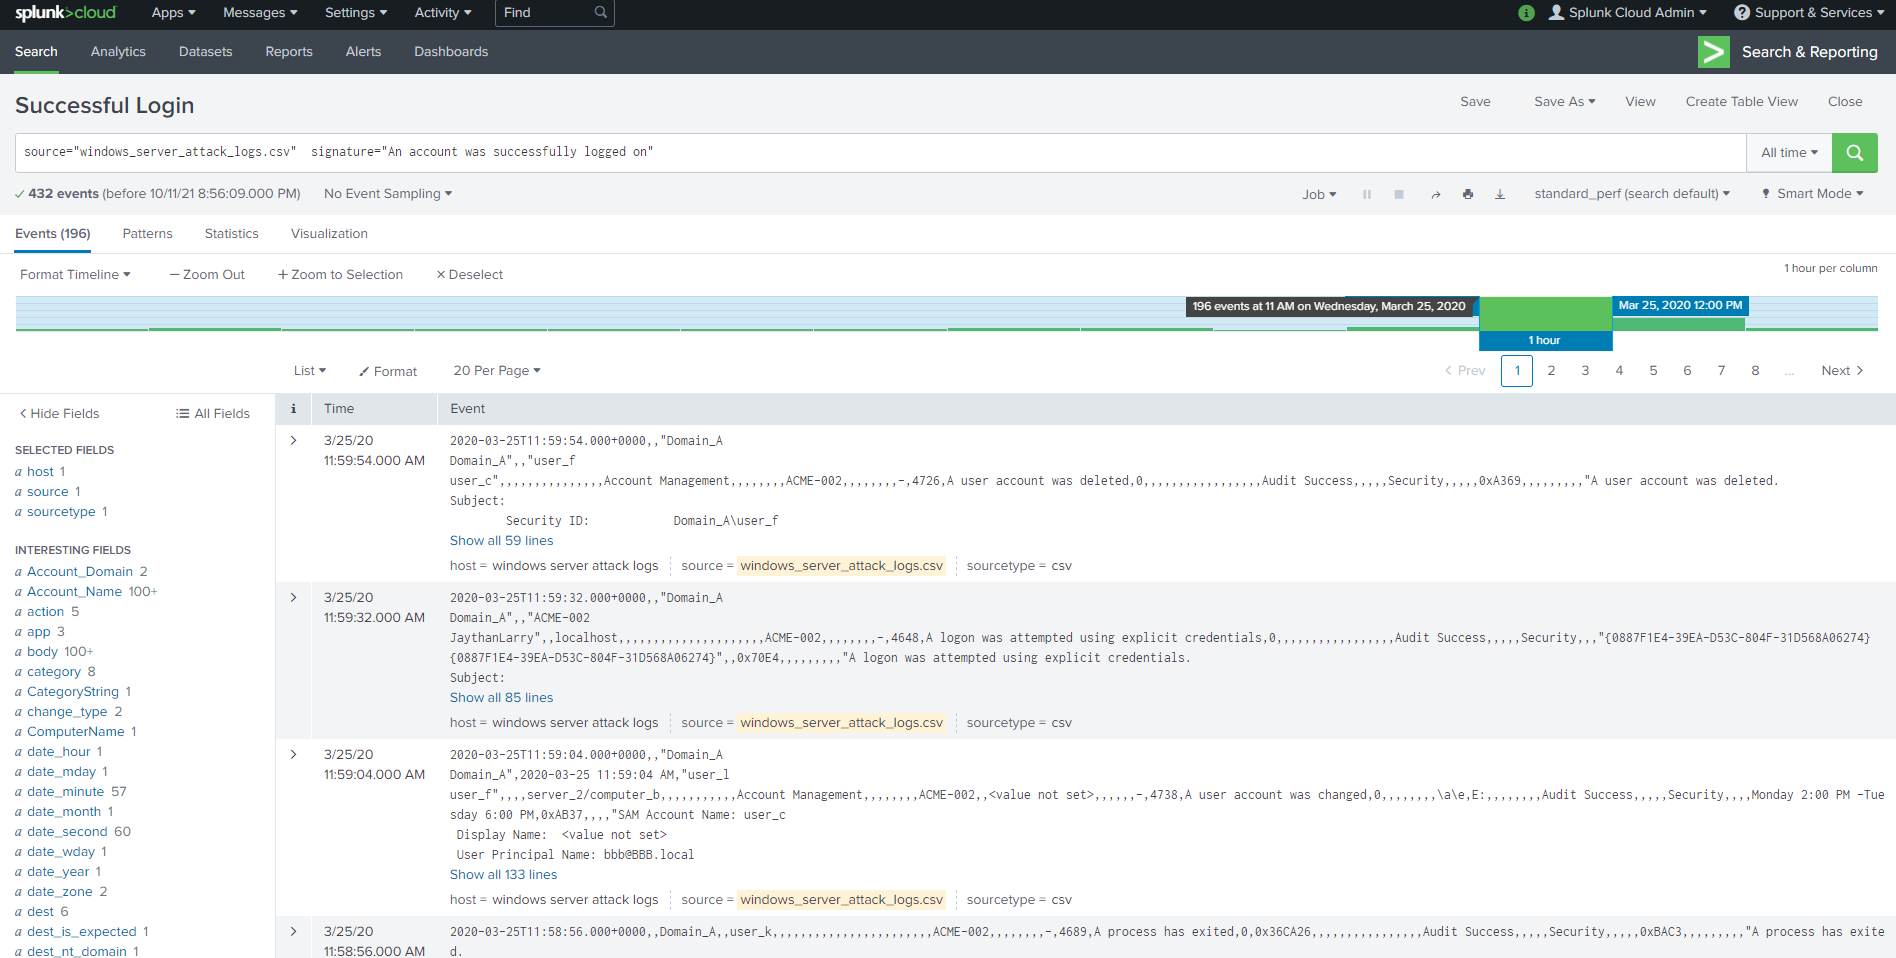 splunk>cloud Apps Messages Settings Activity Find i Splunk Cloud Admin ? Support & Services
Search Analytics Datasets Reports Alerts Dashboards > Search & Reporting
Successful Login Save Save As View Create Table View Close
source="windows_server_attack_logs.csv"  signature="An account was successfully logged on" All time
✓ 432 events (before 10/11/21 8:56:09.000 PM) No Event Sampling Job standard_perf (search default) Smart Mode
Events (196) Patterns Statistics Visualization
Format Timeline — Zoom Out + Zoom to Selection × Deselect 1 hour per column
196 events at 11 AM on Wednesday, March 25, 2020 Mar 25, 2020 12:00 PM
1 hour
List Format 20 Per Page < Prev 1 2 3 4 5 6 7 8 ... Next >
< Hide Fields All Fields i Time Event
SELECTED FIELDS
a host 1
a source 1
a sourcetype 1
INTERESTING FIELDS
a Account_Domain 2
a Account_Name 100+
a action 5
a app 3
a body 100+
a category 8
a CategoryString 1
a change_type 2
a ComputerName 1
a date_hour 1
a date_mday 1
a date_minute 57
a date_month 1
a date_second 60
a date_wday 1
a date_year 1
a date_zone 2
a dest 6
a dest_is_expected 1
a dest_nt_domain 1
> 3/25/20
11:59:54.000 AM
2020-03-25T11:59:54.000+0000,,"Domain_A
Domain_A",,"user_f
user_c",,,,,,,,,,,,,,,Account Management,,,,,,,,ACME-002,,,,,,,,-,4726,A user account was deleted,0,,,,,,,,,,,,,,,,,Audit Success,,,,,Security,,,,,0xA369,,,,,,,,,"A user account was deleted.
Subject:
Security ID: Domain_A\user_f
Show all 59 lines
host = windows server attack logs source = windows_server_attack_logs.csv sourcetype = csv
> 3/25/20
11:59:32.000 AM
2020-03-25T11:59:32.000+0000,,"Domain_A
Domain_A",,"ACME-002
JaythanLarry",,localhost,,,,,,,,,,,,,,,,,,,,,ACME-002,,,,,,,,-,4648,A logon was attempted using explicit credentials,0,,,,,,,,,,,,,,,,,Audit Success,,,,,Security,,,"{0887F1E4-39EA-D53C-804F-31D568A06274}
{0887F1E4-39EA-D53C-804F-31D568A06274}",,0x70E4,,,,,,,,,"A logon was attempted using explicit credentials.
Subject:
Show all 85 lines
host = windows server attack logs source = windows_server_attack_logs.csv sourcetype = csv
> 3/25/20
11:59:04.000 AM
2020-03-25T11:59:04.000+0000,,"Domain_A
Domain_A",2020-03-25 11:59:04 AM,"user_l
user_f",,,,server_2/computer_b,,,,,,,,,,,Account Management,,,,,,,,ACME-002,,<value not set>,,,,,,-,4738,A user account was changed,0,,,,,,,,\a\e,E:,,,,,,,,Audit Success,,,,,Security,,,,Monday 2:00 PM -Tue
sday 6:00 PM,0xAB37,,,,"SAM Account Name: user_c
Display Name:  <value not set>
User Principal Name: bbb@BBB.local
Show all 133 lines
host = windows server attack logs source = windows_server_attack_logs.csv sourcetype = csv
> 3/25/20
11:58:56.000 AM
2020-03-25T11:58:56.000+0000,,Domain_A,,user_k,,,,,,,,,,,,,,,,,,,,,,,ACME-002,,,,,,,,-,4689,A process has exited,0,0x36CA26,,,,,,,,,,,,,,,Audit Success,,,,,Security,,,,,0xBAC3,,,,,,,,,"A process has exite
d.